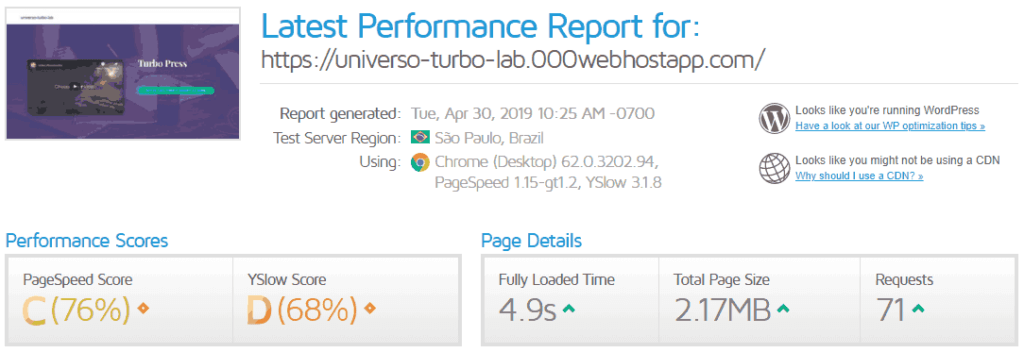 universo-turbo-lab
Turbo Press
Latest Performance Report for:
https://universo-turbo-lab.000webhostapp.com/
Report generated: Tue, Apr 30, 2019 10:25 AM -0700
Test Server Region: São Paulo, Brazil
Using: Chrome (Desktop) 62.0.3202.94,
PageSpeed 1.15-gt1.2, YSlow 3.1.8
Looks like you're running WordPress
Have a look at our WP optimization tips »
Looks like you might not be using a CDN
Why should I use a CDN? »
Performance Scores
PageSpeed Score
C (76%)
YSlow Score
D (68%)
Page Details
Fully Loaded Time
4.9s
Total Page Size
2.17MB
Requests
71